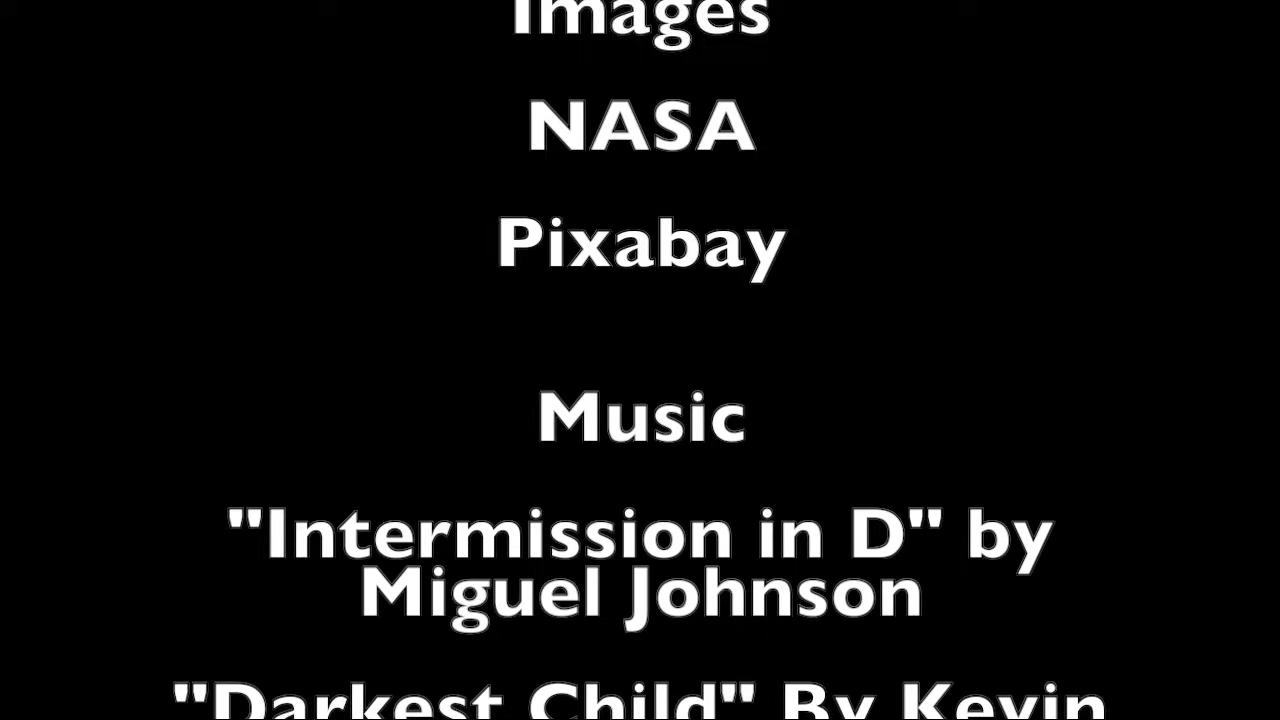 Images
NASA
Pixabay
Music
"Intermission in D" by
Miguel Johnson
"Darkest Child" By Kevin